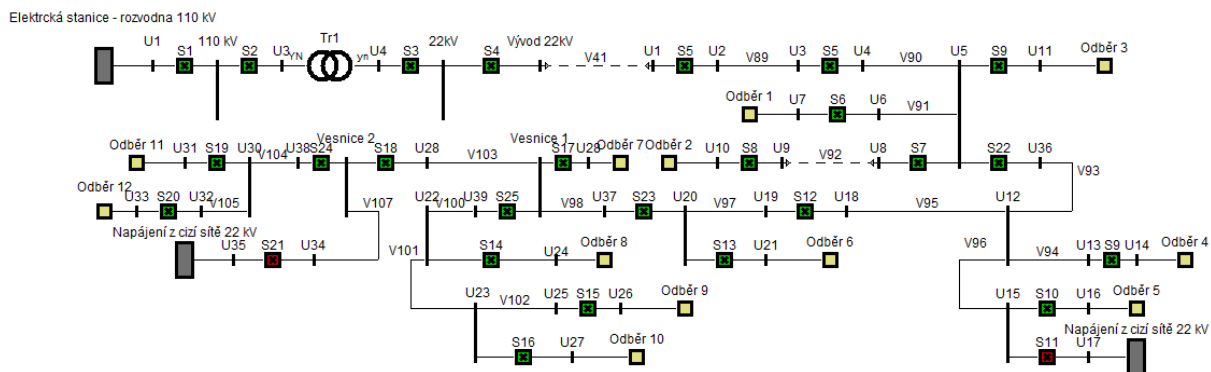 Elektrcká stanice - rozvodna 110 kV
U1 S1 110 kV S2 U3 YN Tr1 yn U4 S3 22kV S4 Vývod 22kV V41 U1 S5 U2 V89 U3 S5 U4 V90 U5 S9 U11 Odběr 3
Odběr 1 U7 S6 U6 V91
Odběr 11 U31 S19 U30 V104 U38 S24 Vesnice 2 S18 U28 V103 Vesnice 1 S17 U28 Odběr 7 Odběr 2 U10 S8 U9 V92 U8 S7 S22 U36 V93
Odběr 12 U33 S20 U32 V105 V107 U22 V100 U39 S25 V98 U37 S23 U20 V97 U19 S12 U18 V95 U12
Napájení z cizí sítě 22 kV U35 S21 U34 V101 S14 U24 Odběr 8 S13 U21 Odběr 6 V96 V94 U13 S9 U14 Odběr 4
U23 V102 U25 S15 U26 Odběr 9 U15 S10 U16 Odběr 5
S16 U27 Odběr 10 S11 U17 Napájení z cizí sítě 22 kV